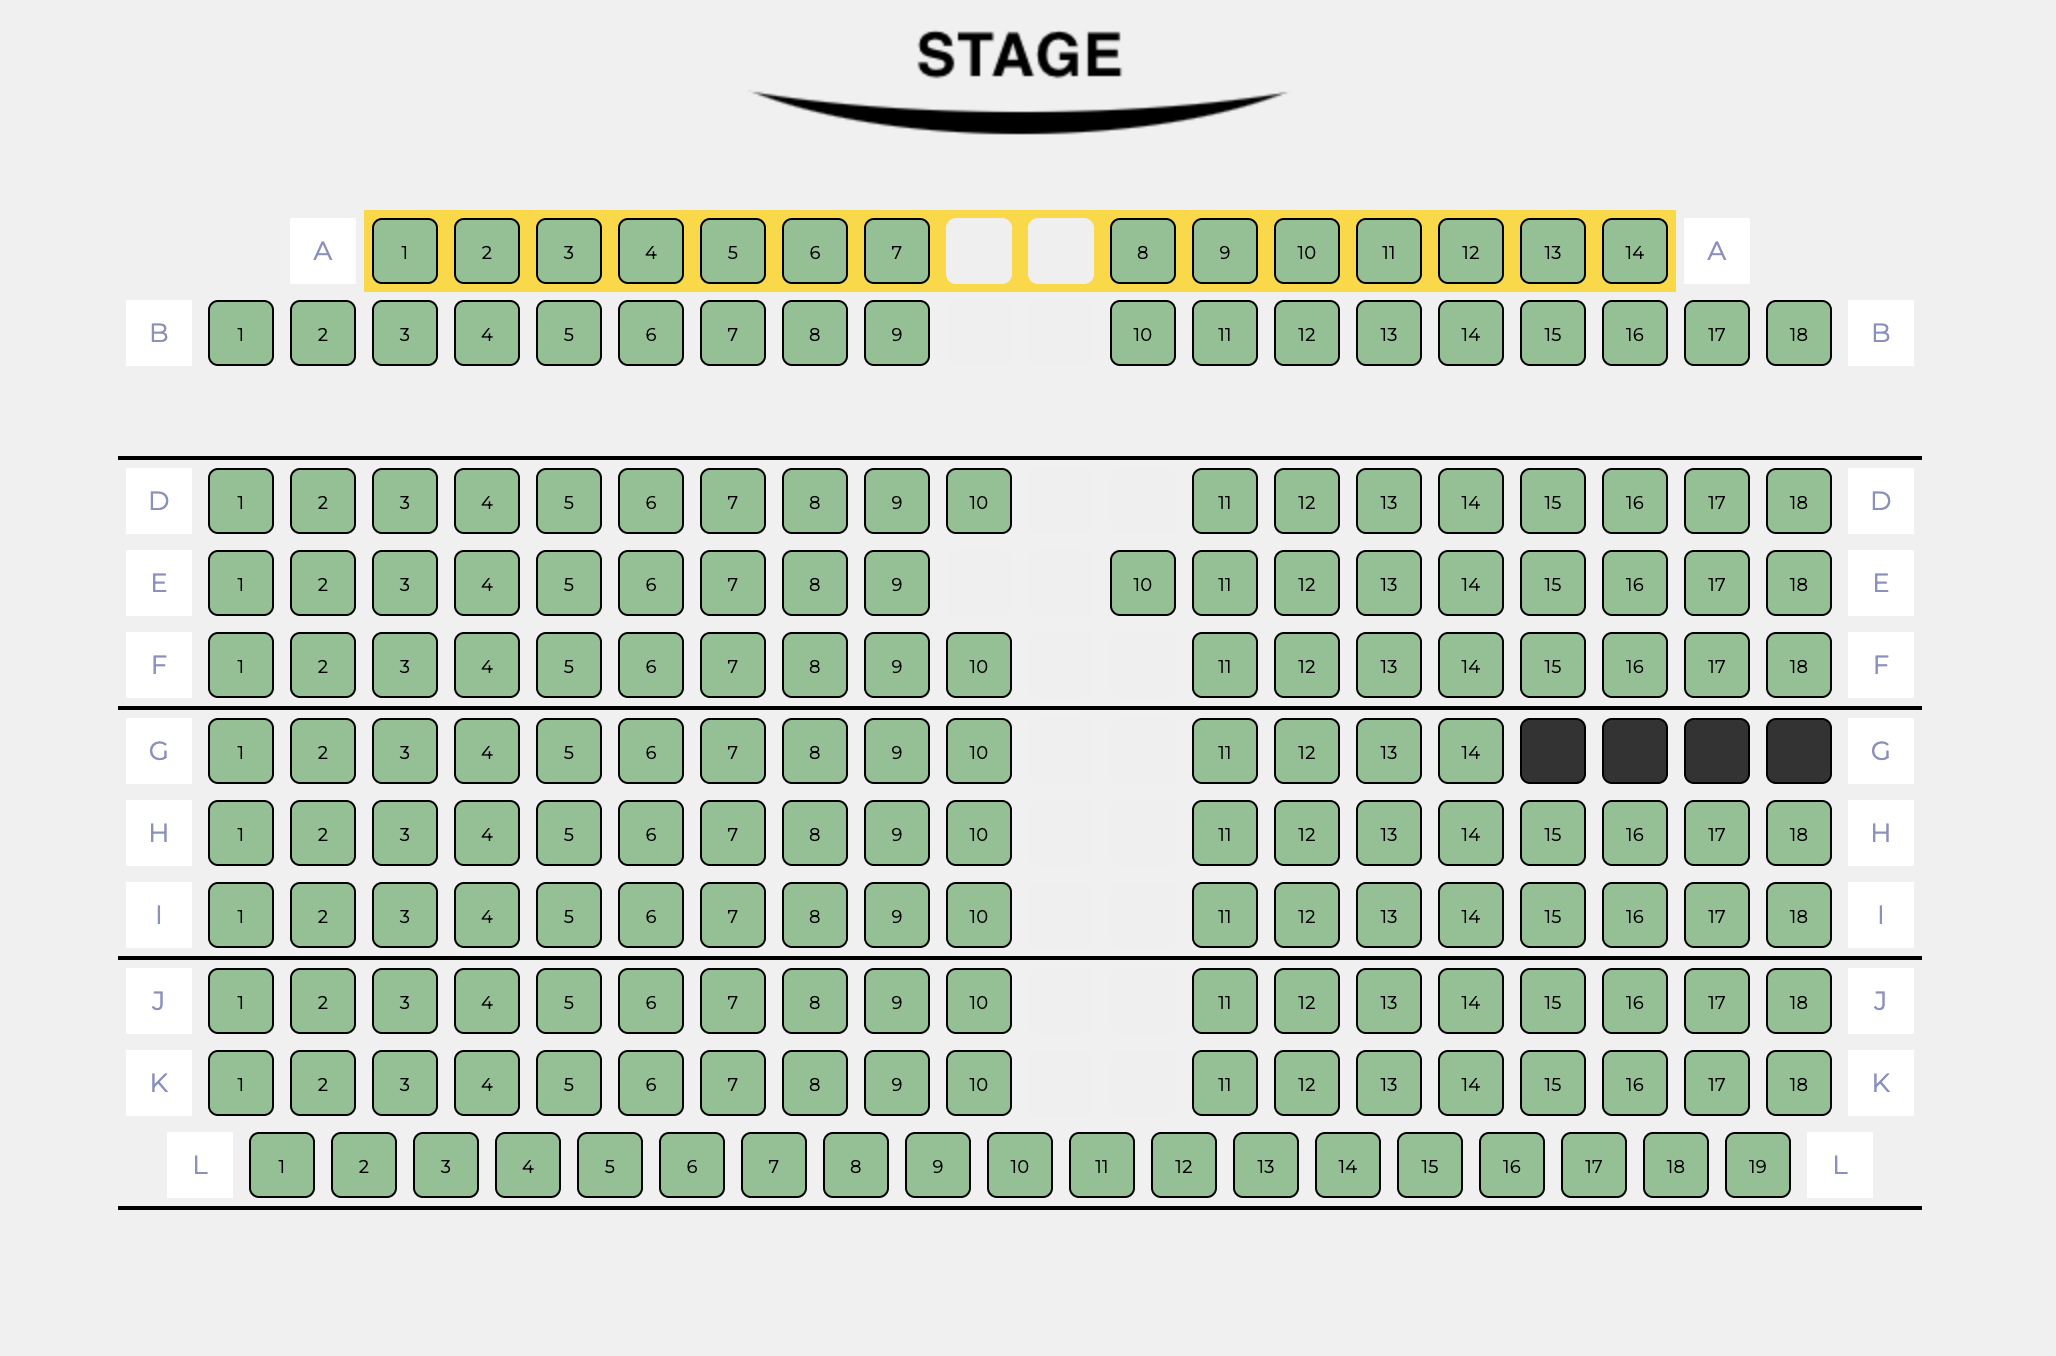 STAGE
A 1 2 3 4 5 6 7 8 9 10 11 12 13 14 A
B 1 2 3 4 5 6 7 8 9 10 11 12 13 14 15 16 17 18 B
D 1 2 3 4 5 6 7 8 9 10 11 12 13 14 15 16 17 18 D
E 1 2 3 4 5 6 7 8 9 10 11 12 13 14 15 16 17 18 E
F 1 2 3 4 5 6 7 8 9 10 11 12 13 14 15 16 17 18 F
G 1 2 3 4 5 6 7 8 9 10 11 12 13 14 G
H 1 2 3 4 5 6 7 8 9 10 11 12 13 14 15 16 17 18 H
I 1 2 3 4 5 6 7 8 9 10 11 12 13 14 15 16 17 18 I
J 1 2 3 4 5 6 7 8 9 10 11 12 13 14 15 16 17 18 J
K 1 2 3 4 5 6 7 8 9 10 11 12 13 14 15 16 17 18 K
L 1 2 3 4 5 6 7 8 9 10 11 12 13 14 15 16 17 18 19 L